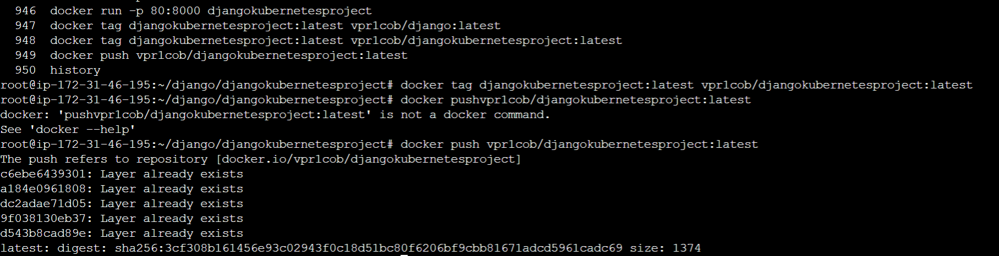 946  docker run -p 80:8000 djangokubernetesproject
947  docker tag djangokubernetesproject:latest vpr1cob/django:latest
948  docker tag djangokubernetesproject:latest vpr1cob/djangokubernetesproject:latest
949  docker push vpr1cob/djangokubernetesproject:latest
950  history
root@ip-172-31-46-195:~/django/djangokubernetesproject# docker tag djangokubernetesproject:latest vpr1cob/djangokubernetesproject:latest
root@ip-172-31-46-195:~/django/djangokubernetesproject# docker pushvpr1cob/djangokubernetesproject:latest
docker: 'pushvpr1cob/djangokubernetesproject:latest' is not a docker command.
See 'docker --help'
root@ip-172-31-46-195:~/django/djangokubernetesproject# docker push vpr1cob/djangokubernetesproject:latest
The push refers to repository [docker.io/vpr1cob/djangokubernetesproject]
c6ebe6439301: Layer already exists
a184e0961808: Layer already exists
dc2adae71d05: Layer already exists
9f038130eb37: Layer already exists
d543b8cad89e: Layer already exists
latest: digest: sha256:3cf308b161456e93c02943f0c18d51bc80f6206bf9cbb81671adcd5961cadc69 size: 1374